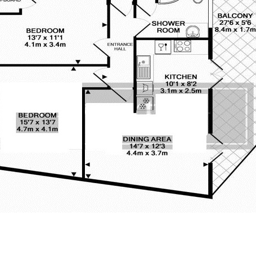 BEDROOM
13'7 x 11'1
4.1m x 3.4m
SHOWER
ROOM
BALCONY
27'6 x 5'6
8.4m x 1.7m
ENTRANCE
HALL
KITCHEN
10'1 x 8'2
3.1m x 2.5m
BEDROOM
15'7 x 13'7
4.7m x 4.1m
DINING AREA
14'7 x 12'3
4.4m x 3.7m